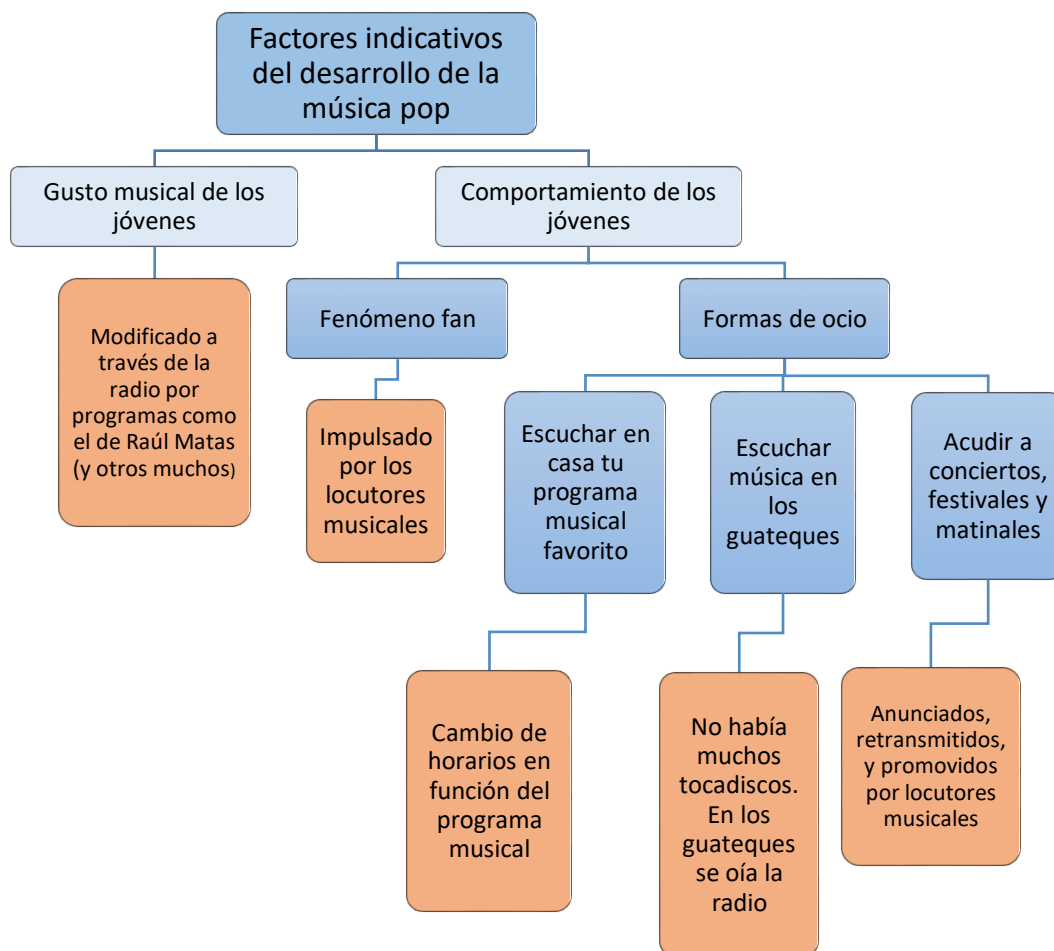 Factores indicativos
del desarrollo de la
música pop
Gusto musical de los
jóvenes
Comportamiento de los
jóvenes
Modificado a
través de la
radio por
programas como
el de Raúl Matas
(y otros muchos)
Fenómeno fan
Formas de ocio
Impulsado
por los
locutores
musicales
Escuchar en
casa tu
programa
musical
favorito
Escuchar
música en
los
guateques
Acudir a
conciertos,
festivales y
matinales
Cambio de
horarios en
función del
programa
musical
No había
muchos
tocadiscos.
En los
guateques
se oía la
radio
Anunciados,
retransmitidos,
y promovidos
por locutores
musicales